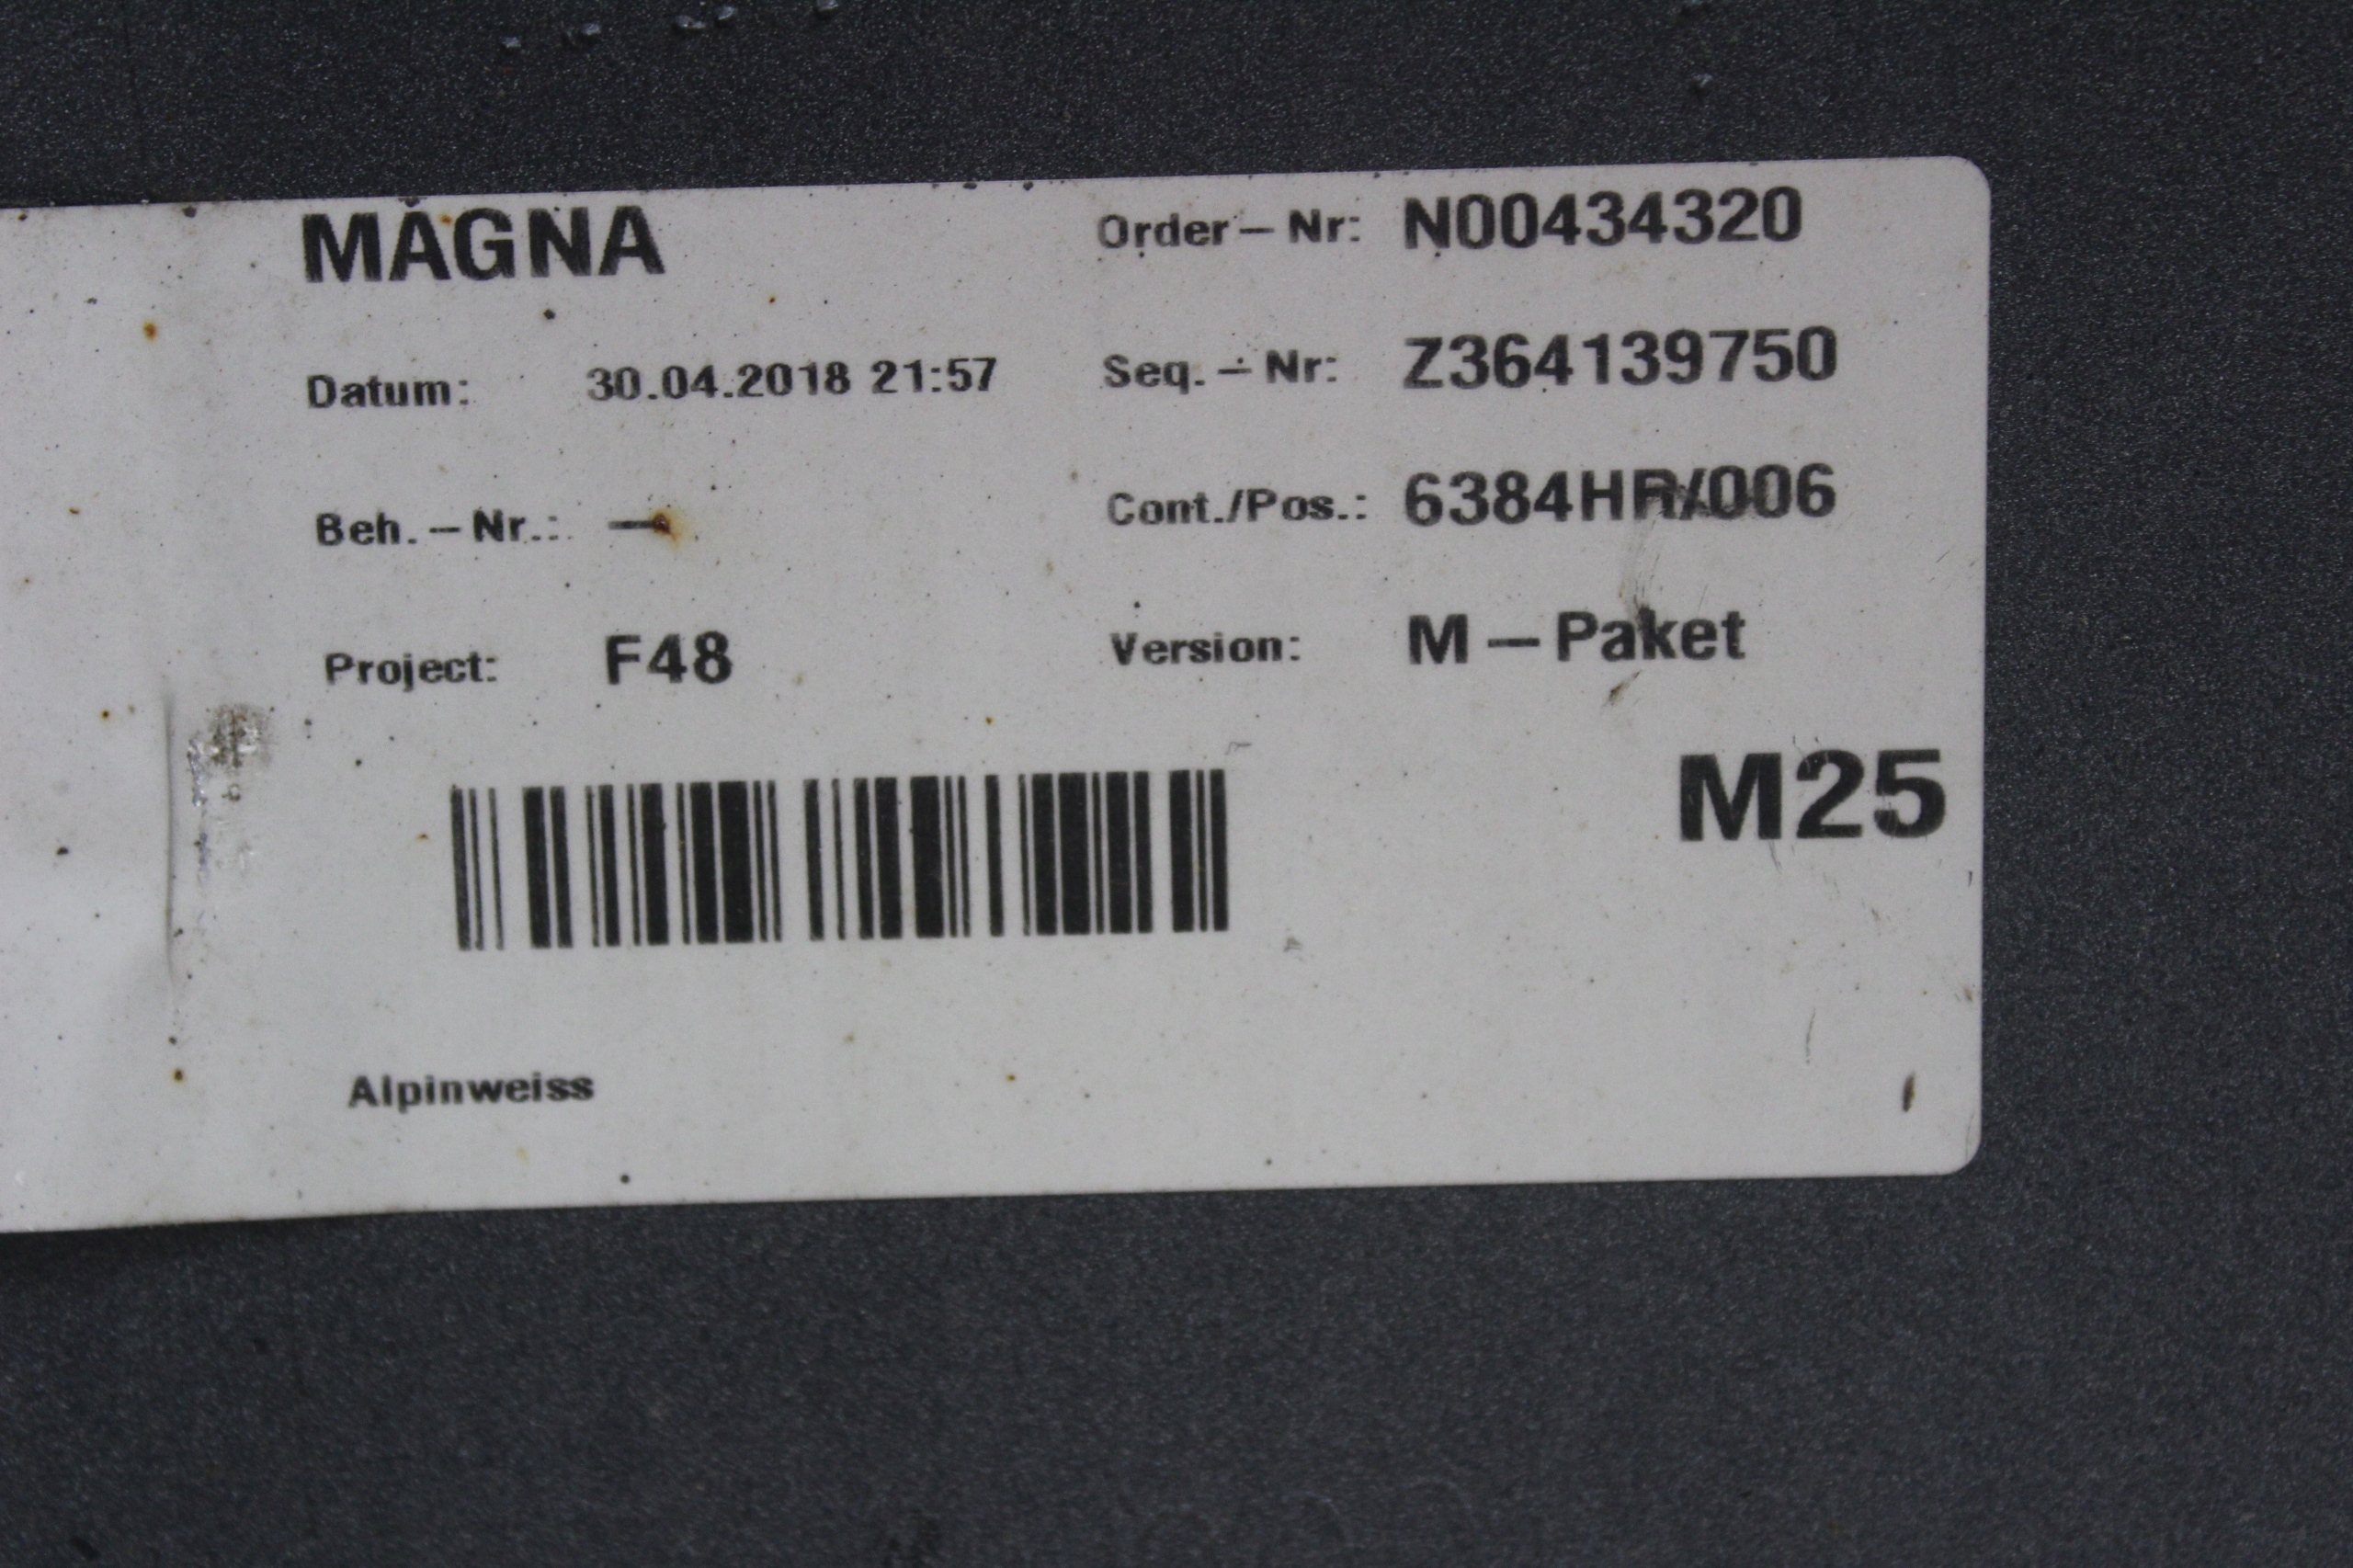 MAGNA
Order-Nr: N00434320
Datum: 30.04.2018 21:57
Seq.-Nr: Z364139750
Beh.-Nr.: -
Cont./Pos.: 6384HR/006
Project: F48
Version: M-Paket
M25
Alpinweiss